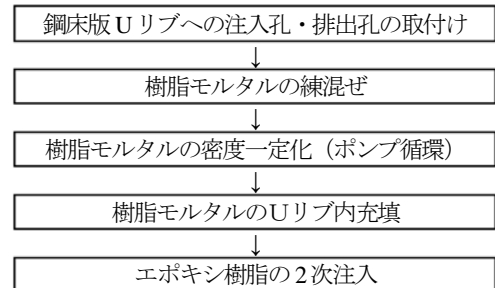 鋼床版Uリブへの注入孔・排出孔の取付け
↓
樹脂モルタルの練混ぜ
↓
樹脂モルタルの密度一定化（ポンプ循環）
↓
樹脂モルタルのＵリブ内充填
↓
エポキシ樹脂の2次注入